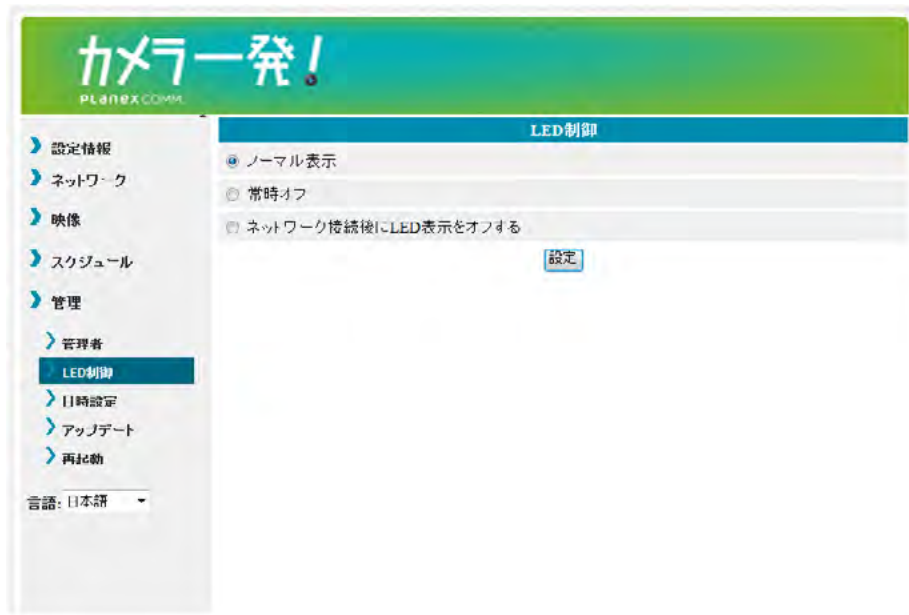 カメラ一発!
PLANEX COMM.
設定情報
ネットワーク
映像
スケジュール
管理
管理者
LED制御
日時設定
アップデート
再起動
言語: 日本語
LED制御
ノーマル表示
常時オフ
ネットワーク接続後にLED表示をオフする
設定